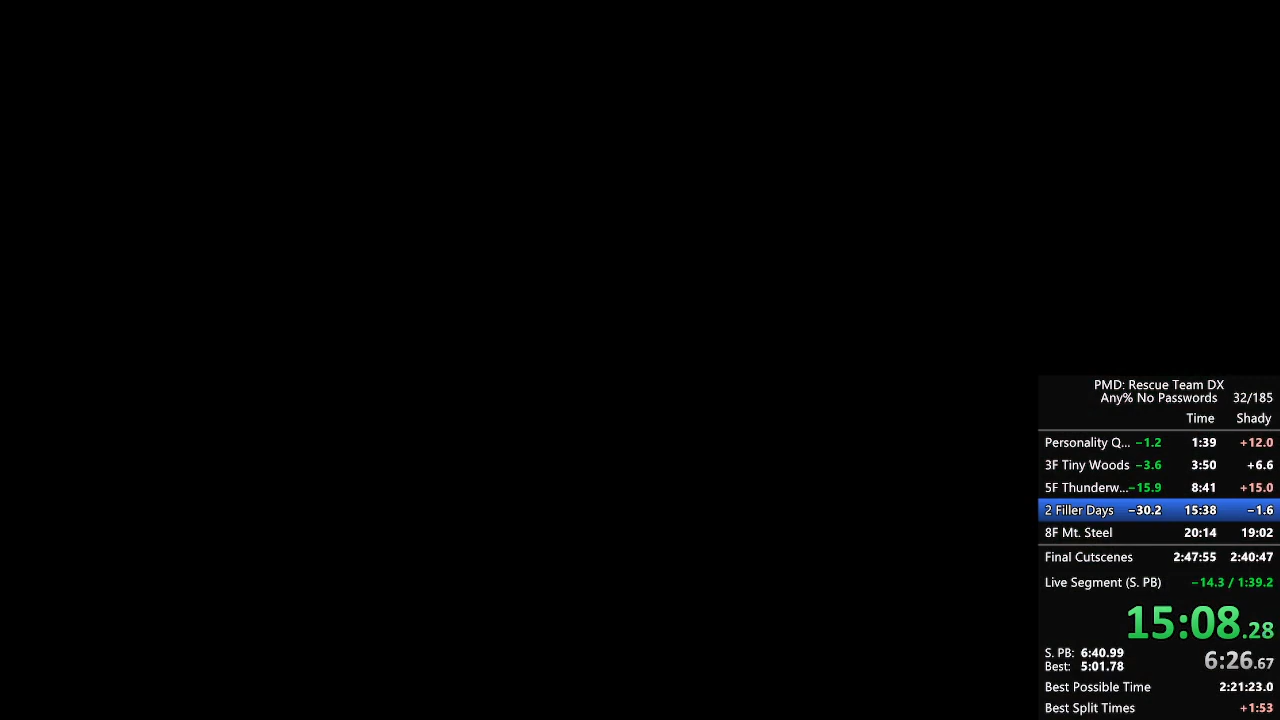 PMD: Rescue Team DX
Any% No Passwords 32/185
Time Shady
Personality Q... −1.2 1:39 +12.0
3F Tiny Woods −3.6 3:50 +6.6
5F Thunderw... −15.9 8:41 +15.0
2 Filler Days −30.2 15:38 −1.6
8F Mt. Steel 20:14 19:02
Final Cutscenes 2:47:55 2:40:47
Live Segment (S. PB) −14.3 / 1:39.2
15:08.28
S. PB: 6:40.99
Best: 5:01.78 6:26.67
Best Possible Time 2:21:23.0
Best Split Times +1:53